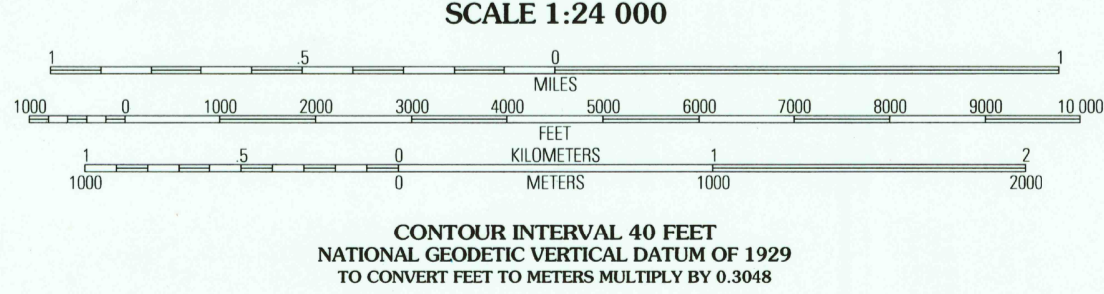 SCALE 1:24 000
1 .5 0 1
MILES
1000 0 1000 2000 3000 4000 5000 6000 7000 8000 9000 10 000
FEET
1 .5 0 KILOMETERS 1 2
1000 0 METERS 1000 2000
CONTOUR INTERVAL 40 FEET
NATIONAL GEODETIC VERTICAL DATUM OF 1929
TO CONVERT FEET TO METERS MULTIPLY BY 0.3048